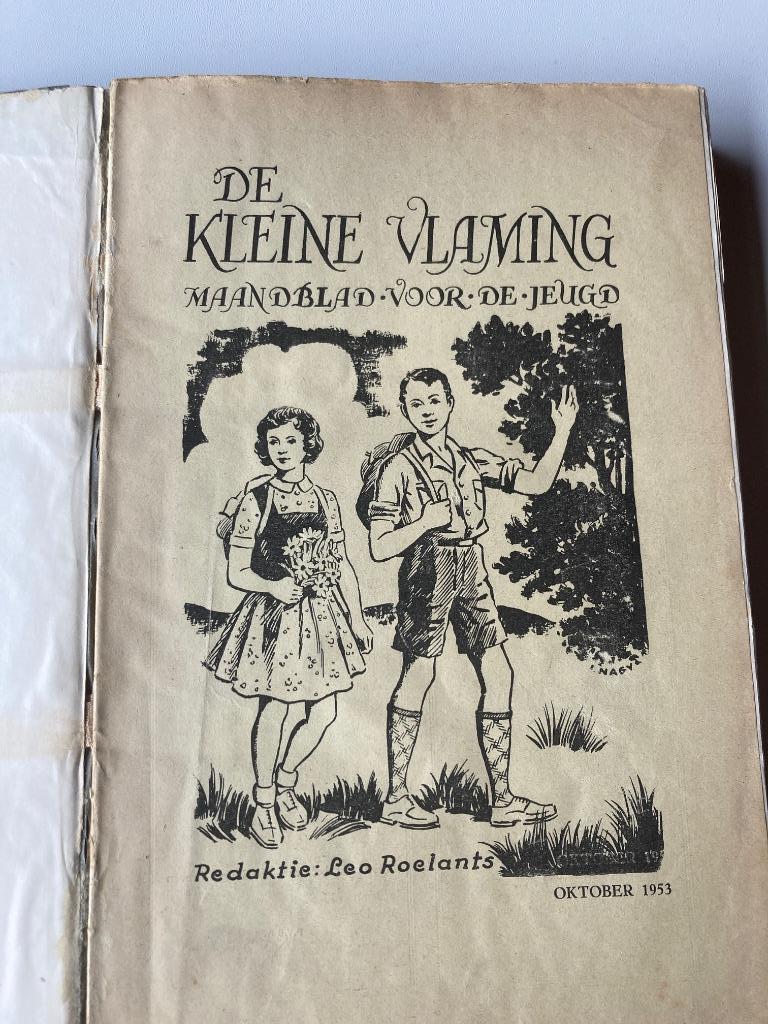 DE
KLEINE VLAMING
MAANDBLAD·VOOR·DE·JEUGD
I. NAGY
Redaktie: Leo Roelants
OKTOBER 1953